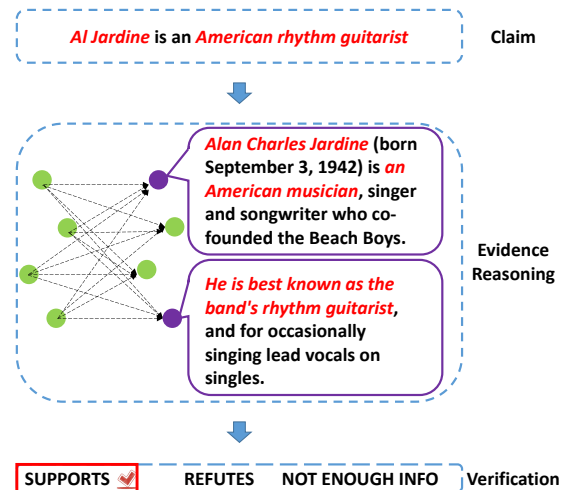 Al Jardine is an American rhythm guitarist
Claim
Alan Charles Jardine (born
September 3, 1942) is an
American musician, singer
and songwriter who co-
founded the Beach Boys.
Evidence
Reasoning
He is best known as the
band's rhythm guitarist,
and for occasionally
singing lead vocals on
singles.
SUPPORTS REFUTES NOT ENOUGH INFO Verification